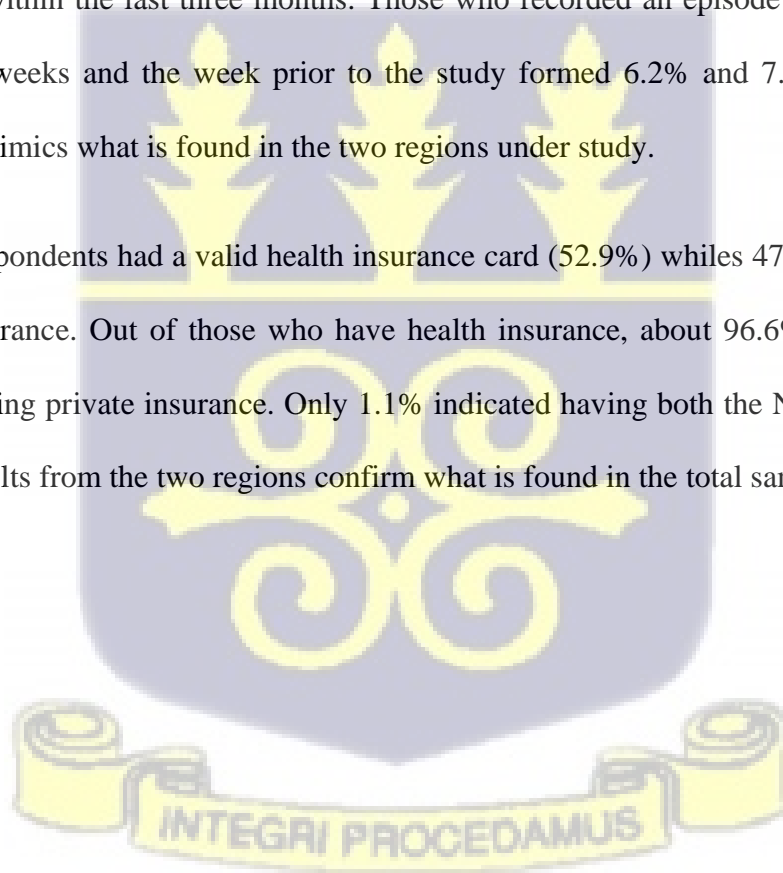 within the last three months. Those who recorded an episode
weeks and the week prior to the study formed 6.2% and 7.
imics what is found in the two regions under study.
pondents had a valid health insurance card (52.9%) whiles 47
urance. Out of those who have health insurance, about 96.6%
ing private insurance. Only 1.1% indicated having both the N
lts from the two regions confirm what is found in the total sar
INTEGRI PROCEDAMUS